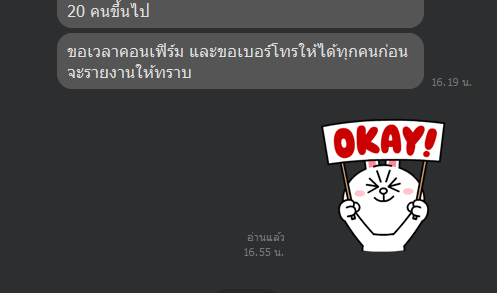 20 คนขึ้นไป
ขอเวลาคอนเฟิร์ม และขอเบอร์โทรให้ได้ทุกคนก่อน
จะรายงานให้ทราบ
16.19 น.
OKAY!
อ่านแล้ว
16.55 น.